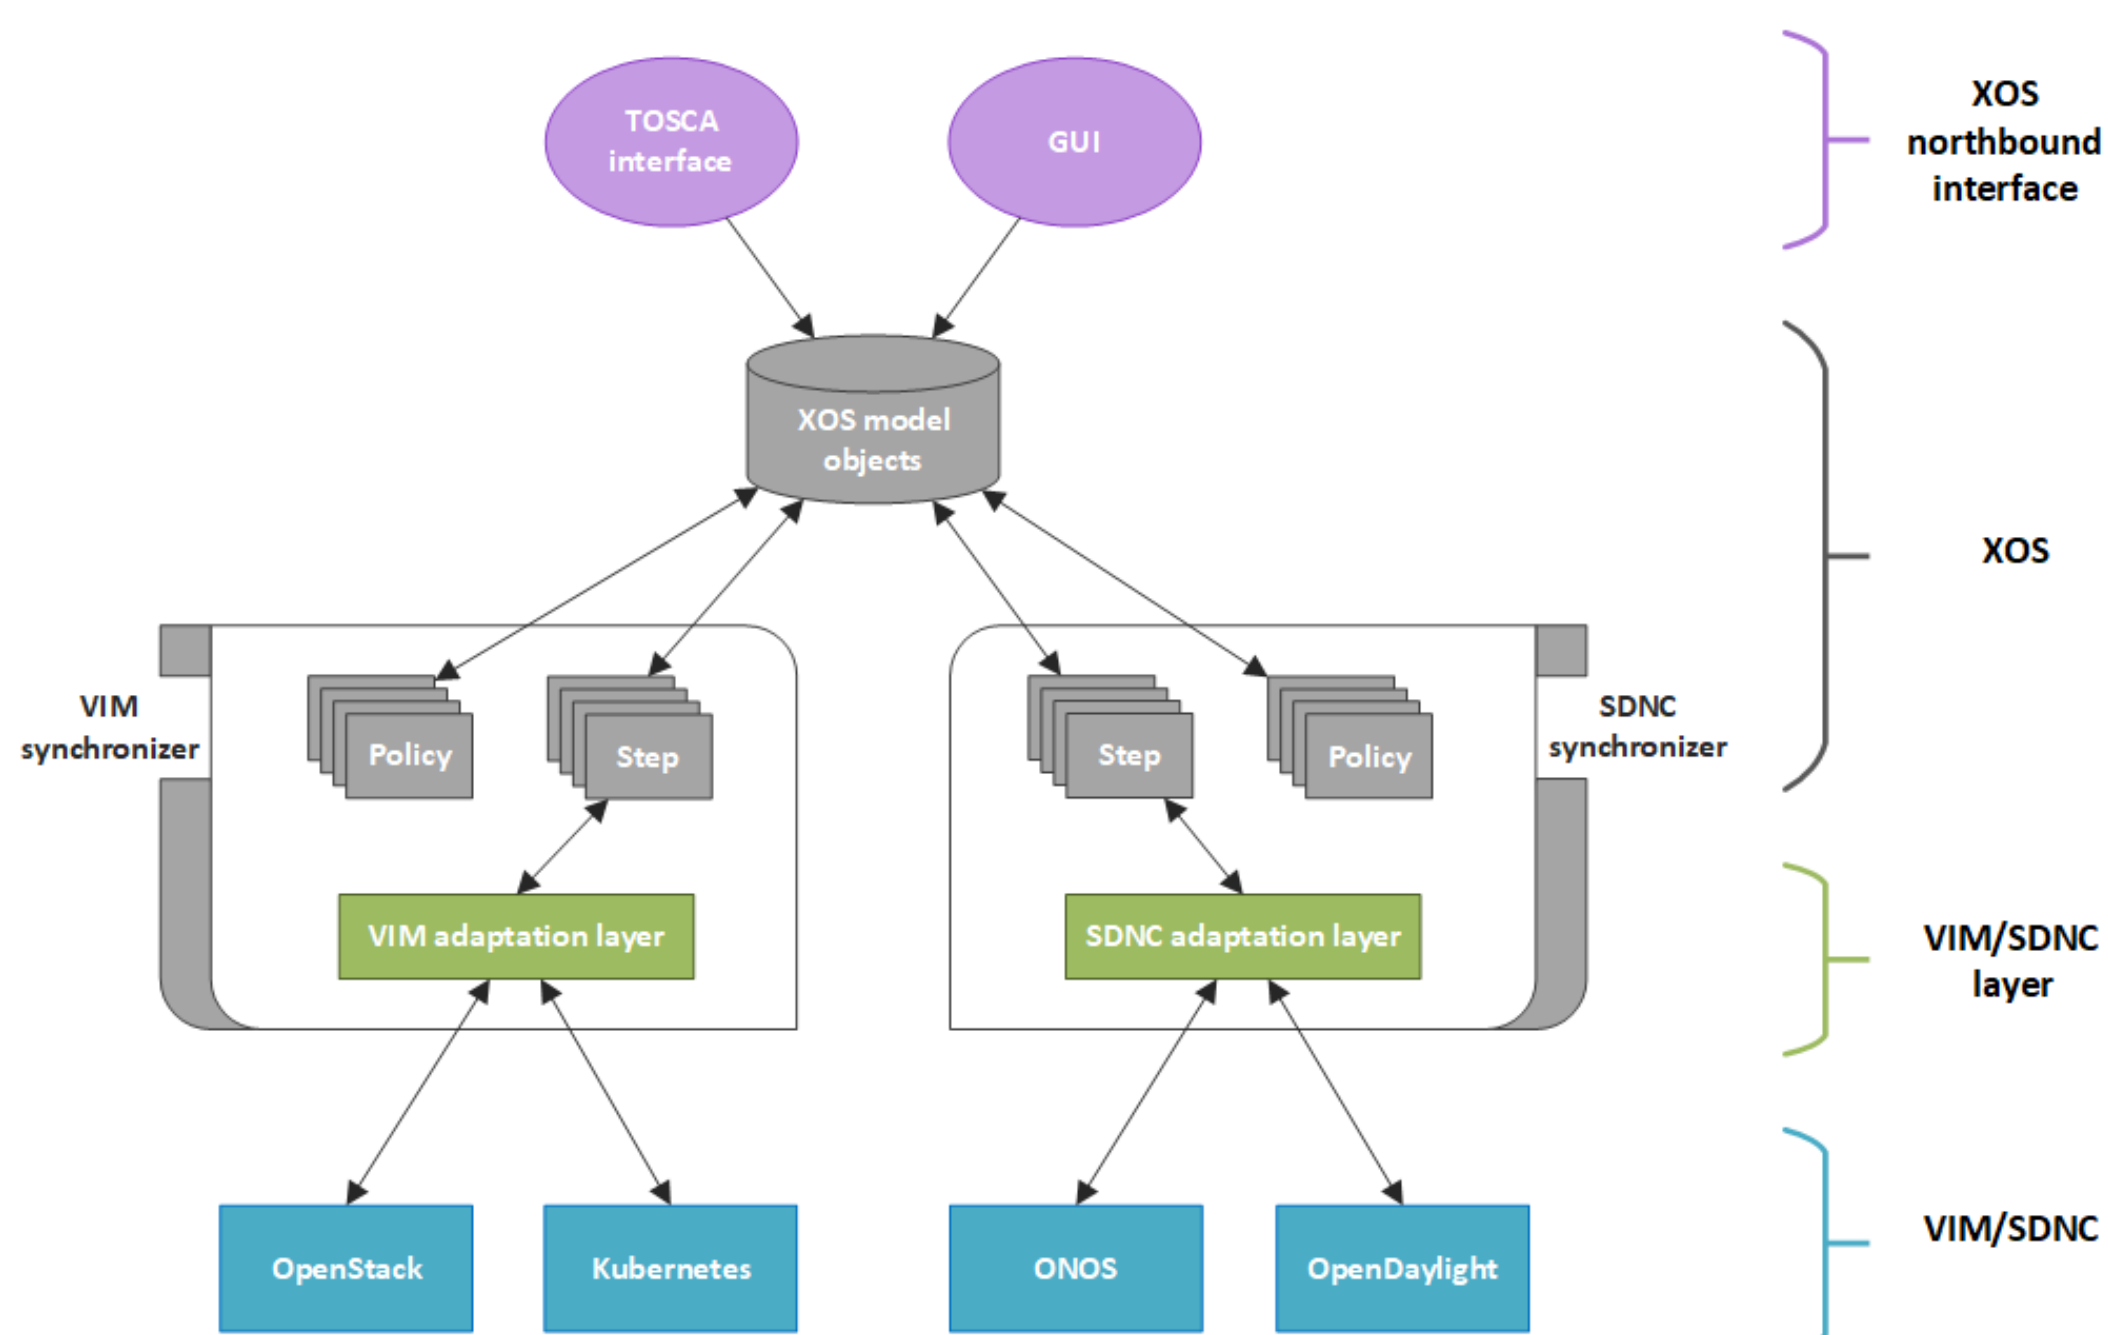 TOSCA
interface
GUI
XOS
northbound
interface
XOS model
objects
XOS
VIM
synchronizer
Policy
Step
Step
Policy
SDNC
synchronizer
VIM adaptation layer
SDNC adaptation layer
VIM/SDNC
layer
OpenStack
Kubernetes
ONOS
OpenDaylight
VIM/SDNC